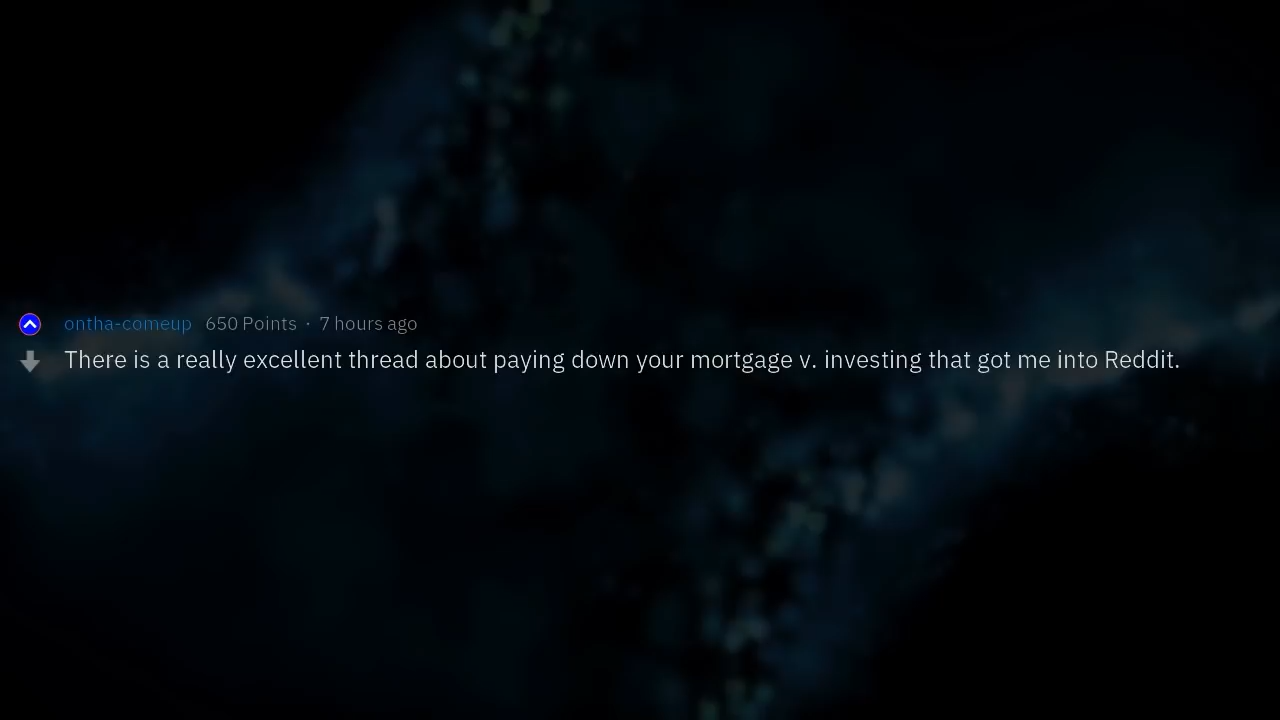 ontha-comeup 650 Points · 7 hours ago
There is a really excellent thread about paying down your mortgage v. investing that got me into Reddit.